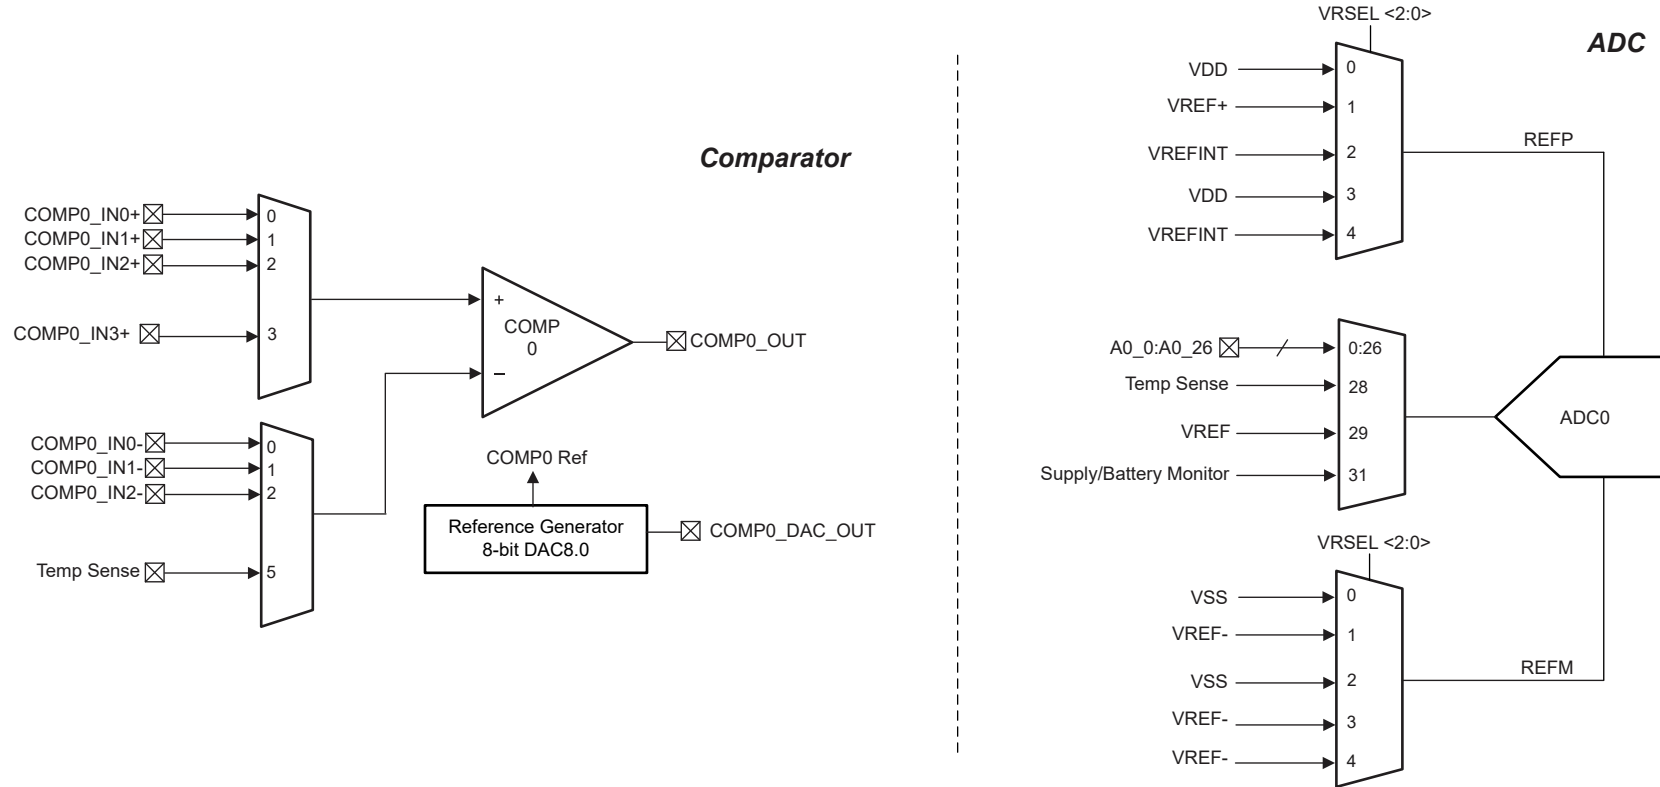 Comparator
COMP0_IN0+
0
COMP0_IN1+
1
COMP0_IN2+
2
COMP0_IN3+
3
+
COMP
0
–
COMP0_OUT
COMP0_IN0-
0
COMP0_IN1-
1
COMP0_IN2-
2
Temp Sense
5
COMP0 Ref
Reference Generator
8-bit DAC8.0
COMP0_DAC_OUT
ADC
VRSEL <2:0>
VDD
0
VREF+
1
VREFINT
2
VDD
3
VREFINT
4
REFP
A0_0:A0_26
0:26
Temp Sense
28
VREF
29
Supply/Battery Monitor
31
ADC0
VRSEL <2:0>
VSS
0
VREF-
1
VSS
2
VREF-
3
VREF-
4
REFM